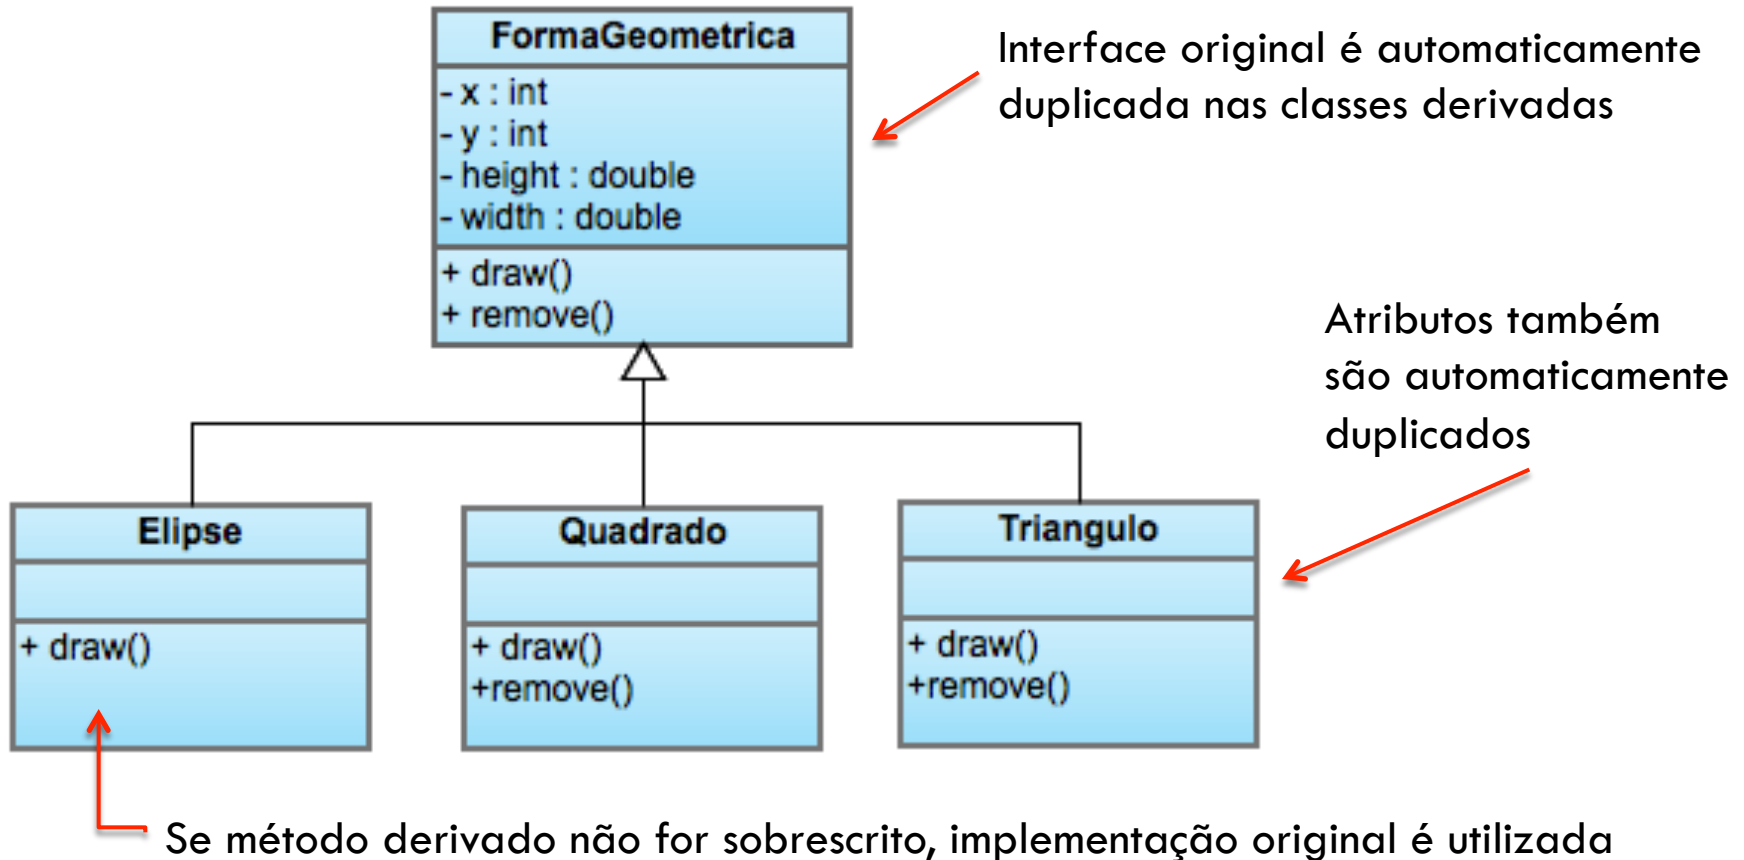 FormaGeometrica
- x : int
- y : int
- height : double
- width : double
+ draw()
+ remove()
Interface original é automaticamente
duplicada nas classes derivadas
Atributos também
são automaticamente
duplicados
Elipse
+ draw()
Quadrado
+ draw()
+remove()
Triangulo
+ draw()
+remove()
Se método derivado não for sobrescrito, implementação original é utilizada